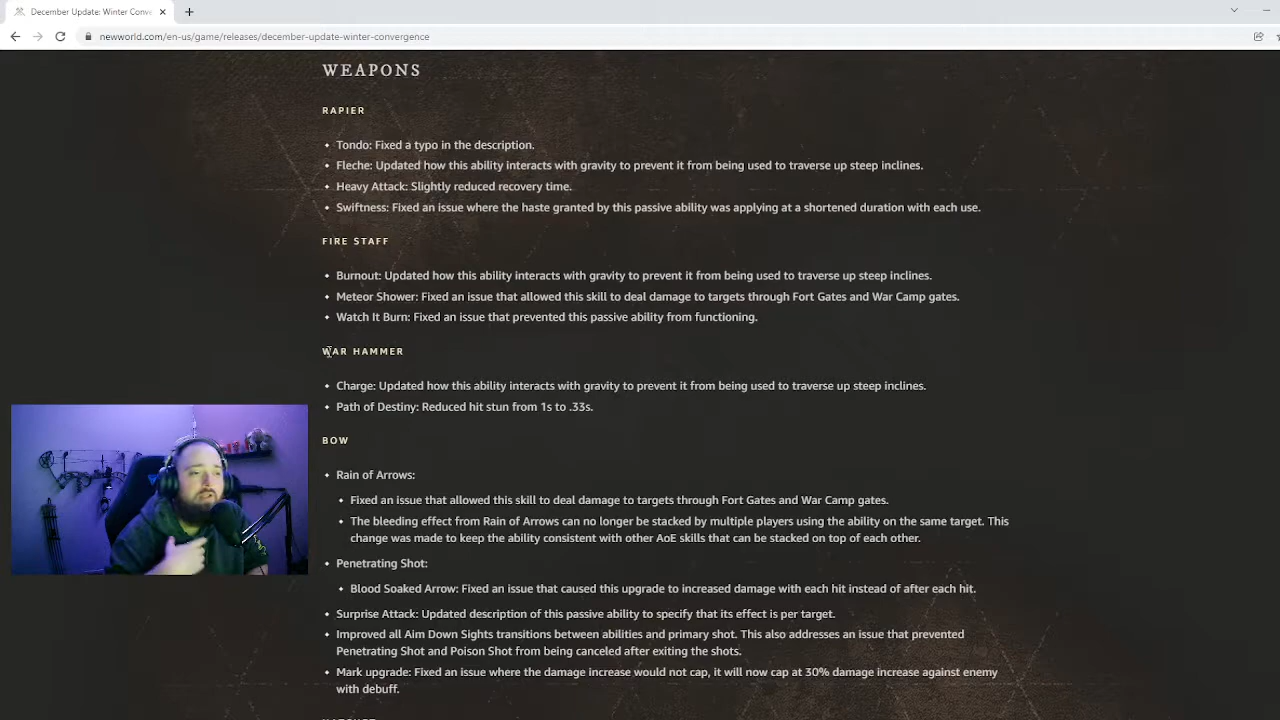 December Update: Winter Conv
newworld.com/en-us/game/releases/december-update-winter-convergence
WEAPONS
RAPIER
Tondo: Fixed a typo in the description.
Fleche: Updated how this ability interacts with gravity to prevent it from being used to traverse up steep inclines.
Heavy Attack: Slightly reduced recovery time.
Swiftness: Fixed an issue where the haste granted by this passive ability was applying at a shortened duration with each use.
FIRE STAFF
Burnout: Updated how this ability interacts with gravity to prevent it from being used to traverse up steep inclines.
Meteor Shower: Fixed an issue that allowed this skill to deal damage to targets through Fort Gates and War Camp gates.
Watch It Burn: Fixed an issue that prevented this passive ability from functioning.
WAR HAMMER
Charge: Updated how this ability interacts with gravity to prevent it from being used to traverse up steep inclines.
Path of Destiny: Reduced hit stun from 1s to .33s.
BOW
Rain of Arrows:
Fixed an issue that allowed this skill to deal damage to targets through Fort Gates and War Camp gates.
The bleeding effect from Rain of Arrows can no longer be stacked by multiple players using the ability on the same target. This
change was made to keep the ability consistent with other AoE skills that can be stacked on top of each other.
Penetrating Shot:
Blood Soaked Arrow: Fixed an issue that caused this upgrade to increased damage with each hit instead of after each hit.
Surprise Attack: Updated description of this passive ability to specify that its effect is per target.
Improved all Aim Down Sights transitions between abilities and primary shot. This also addresses an issue that prevented
Penetrating Shot and Poison Shot from being canceled after exiting the shots.
Mark upgrade: Fixed an issue where the damage increase would not cap, it will now cap at 30% damage increase against enemy
with debuff.